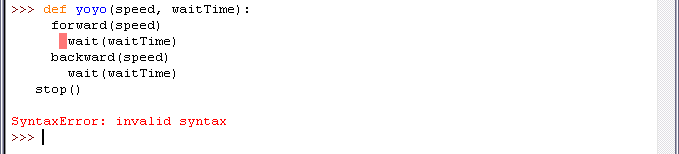 >>> def yoyo(speed, waitTime):
     forward(speed)
       wait(waitTime)
     backward(speed)
       wait(waitTime)
   stop()

SyntaxError: invalid syntax
>>>